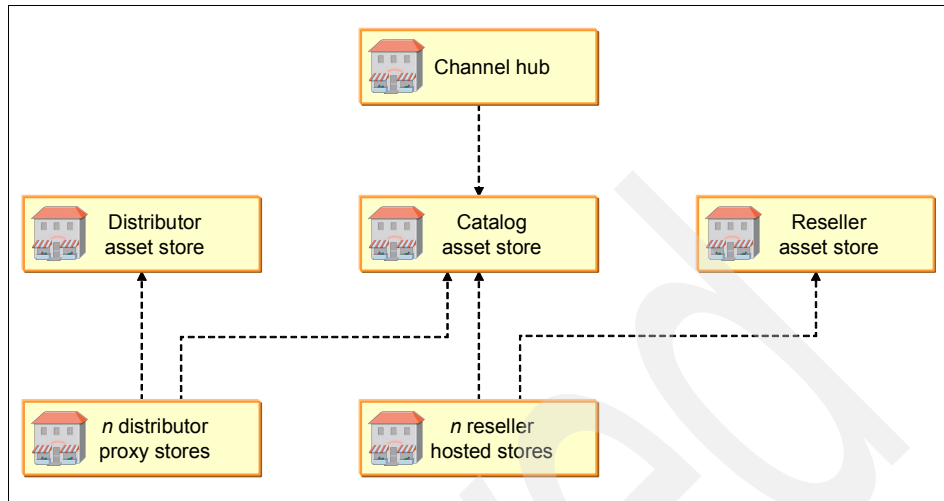 Channel hub
Distributor
asset store
Catalog
asset store
Reseller
asset store
n distributor
proxy stores
n reseller
hosted stores